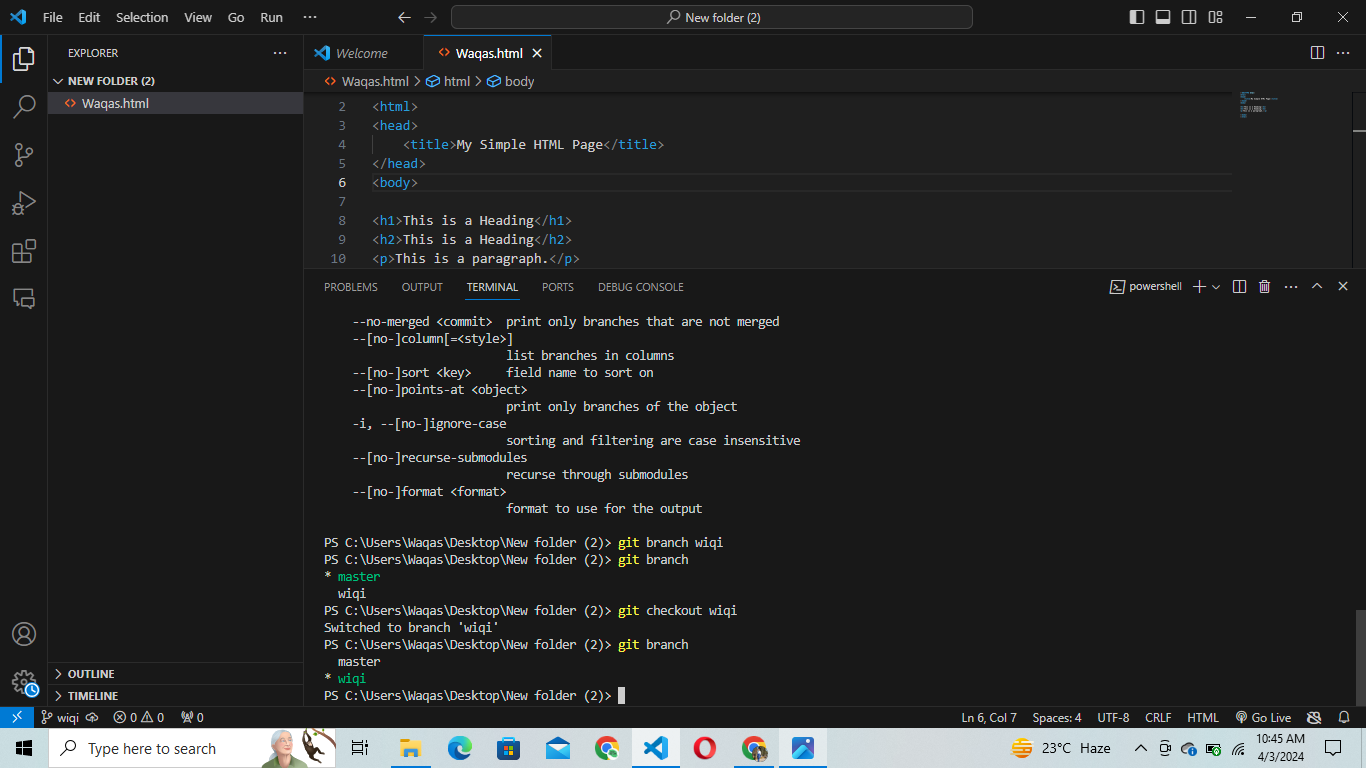 File Edit Selection View Go Run ···
New folder (2)
EXPLORER ···
NEW FOLDER (2)
Waqas.html
OUTLINE
TIMELINE
Welcome
Waqas.html
Waqas.html > html > body
2 <html>
3 <head>
4 <title>My Simple HTML Page</title>
5 </head>
6 <body>
7
8 <h1>This is a Heading</h1>
9 <h2>This is a Heading</h2>
10 <p>This is a paragraph.</p>
PROBLEMS OUTPUT TERMINAL PORTS DEBUG CONSOLE
powershell
--no-merged <commit> print only branches that are not merged
--[no-]column[=<style>]
list branches in columns
--[no-]sort <key> field name to sort on
--[no-]points-at <object>
print only branches of the object
-i, --[no-]ignore-case
sorting and filtering are case insensitive
--[no-]recurse-submodules
recurse through submodules
--[no-]format <format>
format to use for the output
PS C:\Users\Waqas\Desktop\New folder (2)> git branch wiqi
PS C:\Users\Waqas\Desktop\New folder (2)> git branch
* master
wiqi
PS C:\Users\Waqas\Desktop\New folder (2)> git checkout wiqi
Switched to branch 'wiqi'
PS C:\Users\Waqas\Desktop\New folder (2)> git branch
master
* wiqi
PS C:\Users\Waqas\Desktop\New folder (2)>
wiqi 0 0 0 Ln 6, Col 7 Spaces: 4 UTF-8 CRLF HTML Go Live
Type here to search
23°C Haze
10:45 AM
4/3/2024